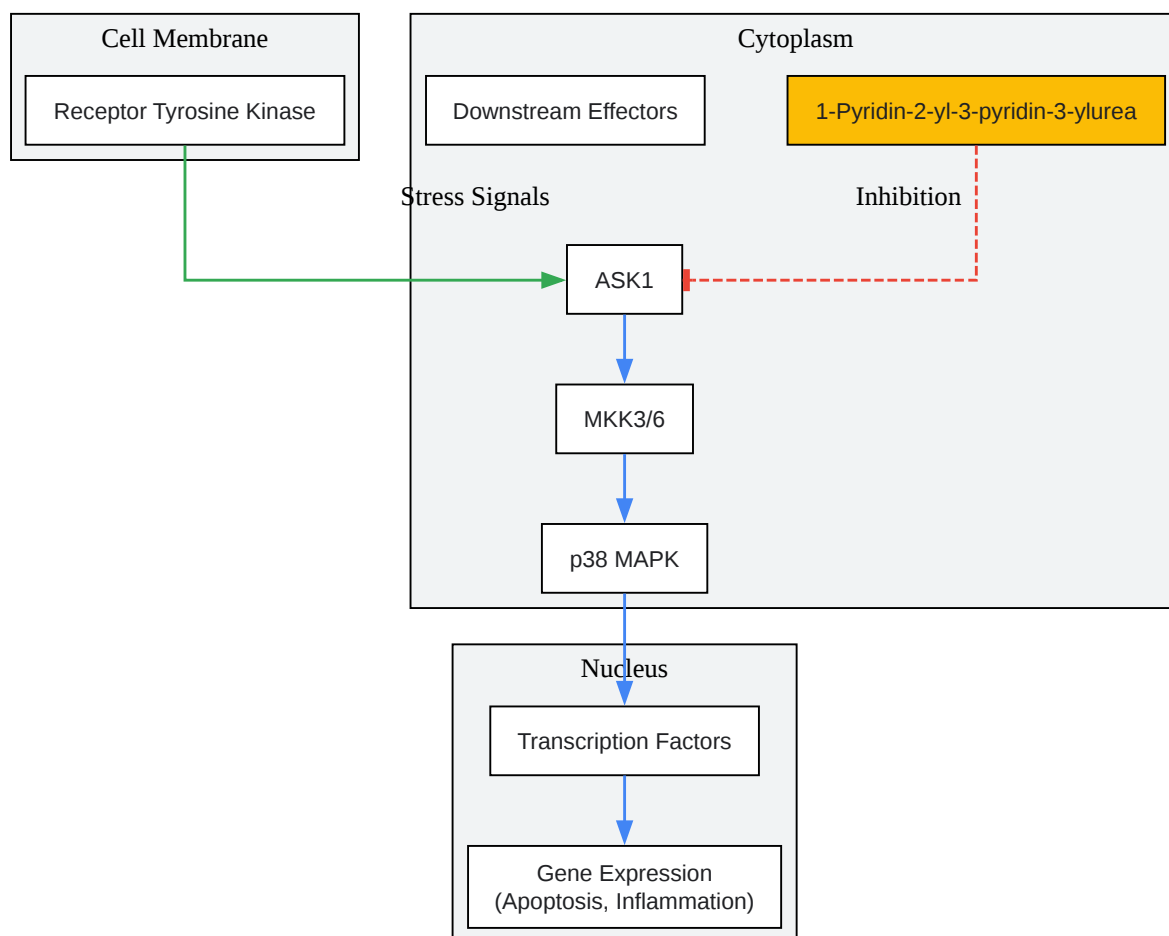 Cell Membrane
Cytoplasm
Receptor Tyrosine Kinase
Downstream Effectors
1-Pyridin-2-yl-3-pyridin-3-ylurea
Stress Signals
Inhibition
ASK1
MKK3/6
p38 MAPK
Nucleus
Transcription Factors
Gene Expression
(Apoptosis, Inflammation)